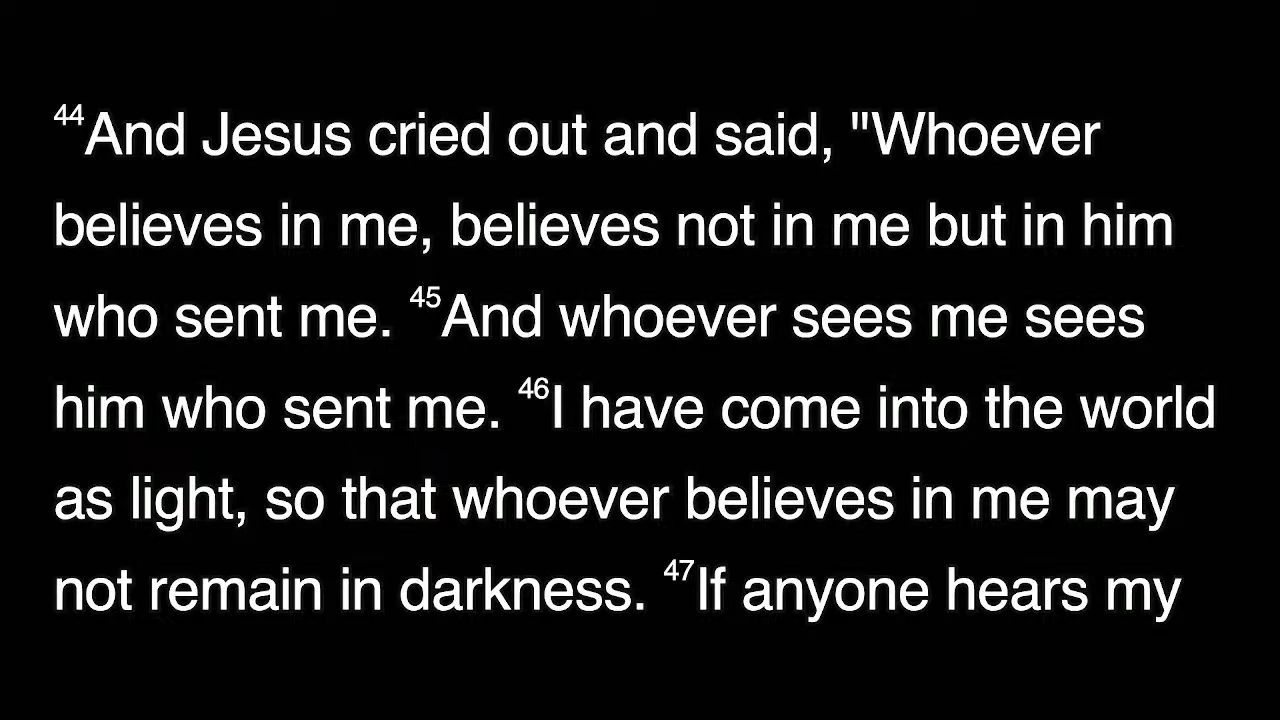 44And Jesus cried out and said, "Whoever
believes in me, believes not in me but in him
who sent me. 45And whoever sees me sees
him who sent me. 46I have come into the world
as light, so that whoever believes in me may
not remain in darkness. 47If anyone hears my